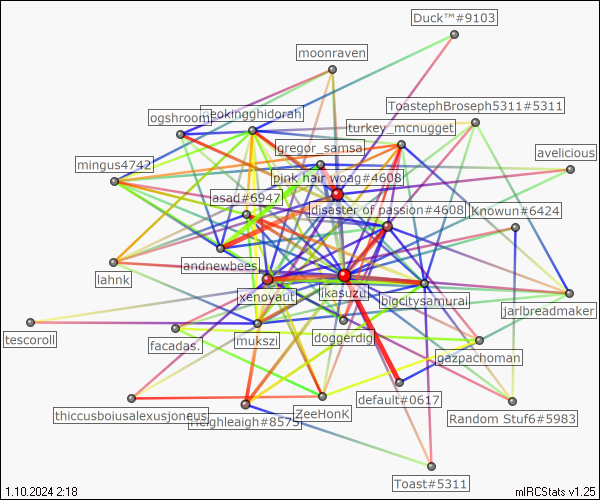 Duck™#9103
moonraven
ToastephBroseph5311#5311
ogshroom
eokingghidorah
turkey_mcnugget
gregor_samsa
avelicious
mingus4742
pink hair woag#4608
asad#6947
disaster of passion#4608
Knowun#6424
andnewbees
lahnk
xenoyaut
ikasuzu
bigcitysamurai
jarlbreadmaker
tescoroll
facadas.
mukszi
doggerdig
gazpachoman
thiccusboiusalexusjoneus
Heighleaigh#8575
ZeeHonK
default#0617
Random Stuf6#5983
Toast#5311
1.10.2024 2:18
mIRCStats v1.25